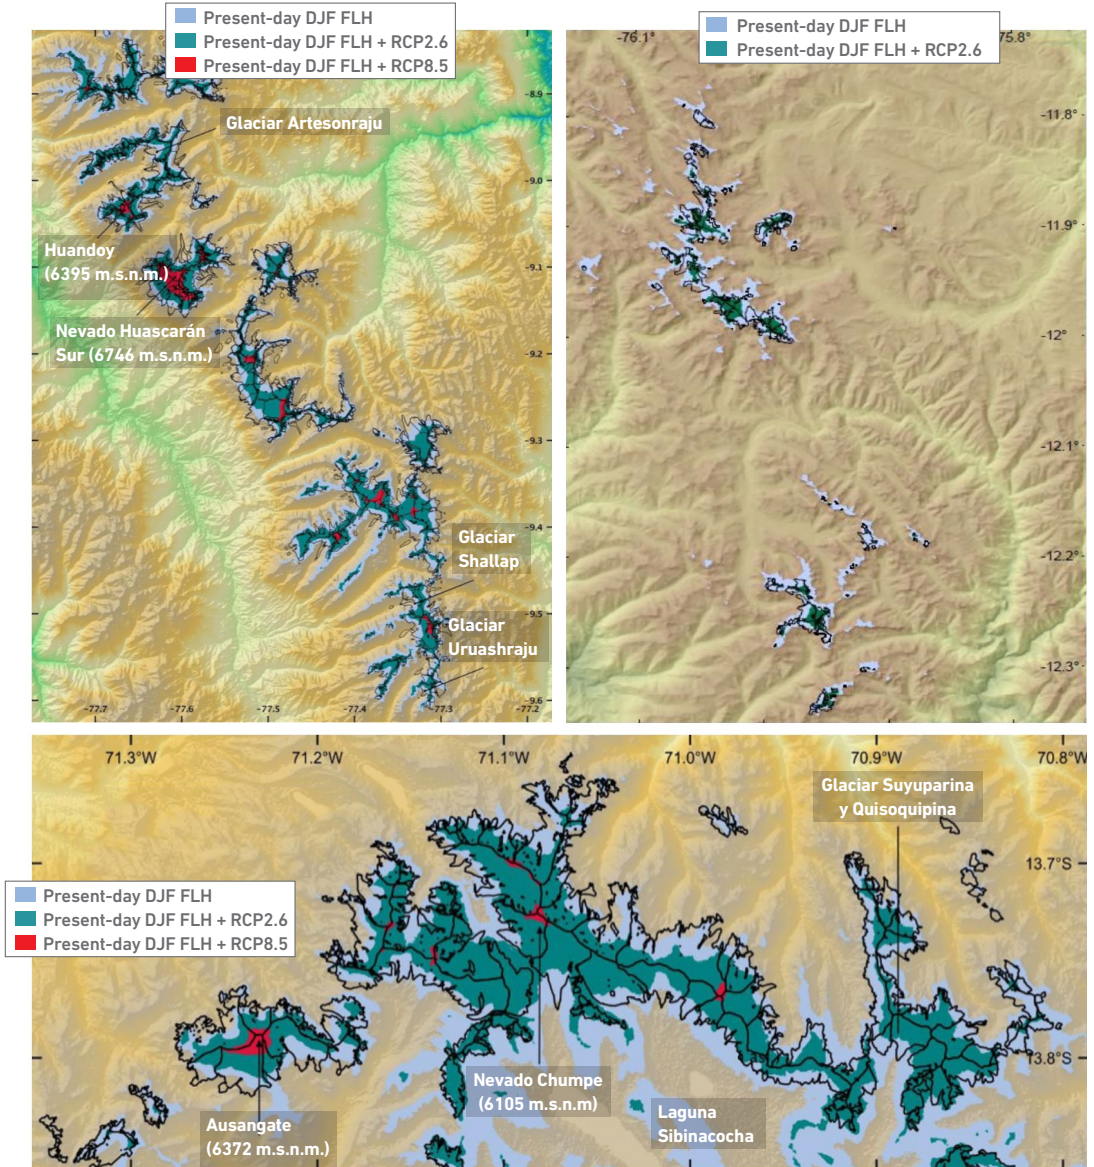 Present-day DJF FLH
Present-day DJF FLH + RCP2.6
Present-day DJF FLH + RCP8.5
Glaciar Artesonraju
Huandoy
(6395 m.s.n.m.)
Nevado Huascarán
Sur (6746 m.s.n.m.)
Glaciar
Shallap
Glaciar
Uruashraju
-8.9
-9.0
-9.1
-9.2
-9.3
-9.4
-9.5
-9.6
-77.7
-77.6
-77.5
-77.4
-77.3
-77.2
Present-day DJF FLH
Present-day DJF FLH + RCP2.6
-76.1°
75.8°
-11.8°
-11.9°
-12°
-12.1°
-12.2°
-12.3°
71.3°W
71.2°W
71.1°W
71.0°W
70.9°W
70.8°W
Glaciar Suyuparina
y Quisoquipina
13.7°S
Present-day DJF FLH
Present-day DJF FLH + RCP2.6
Present-day DJF FLH + RCP8.5
13.8°S
Nevado Chumpe
(6105 m.s.n.m)
Laguna
Sibinacocha
Ausangate
(6372 m.s.n.m.)